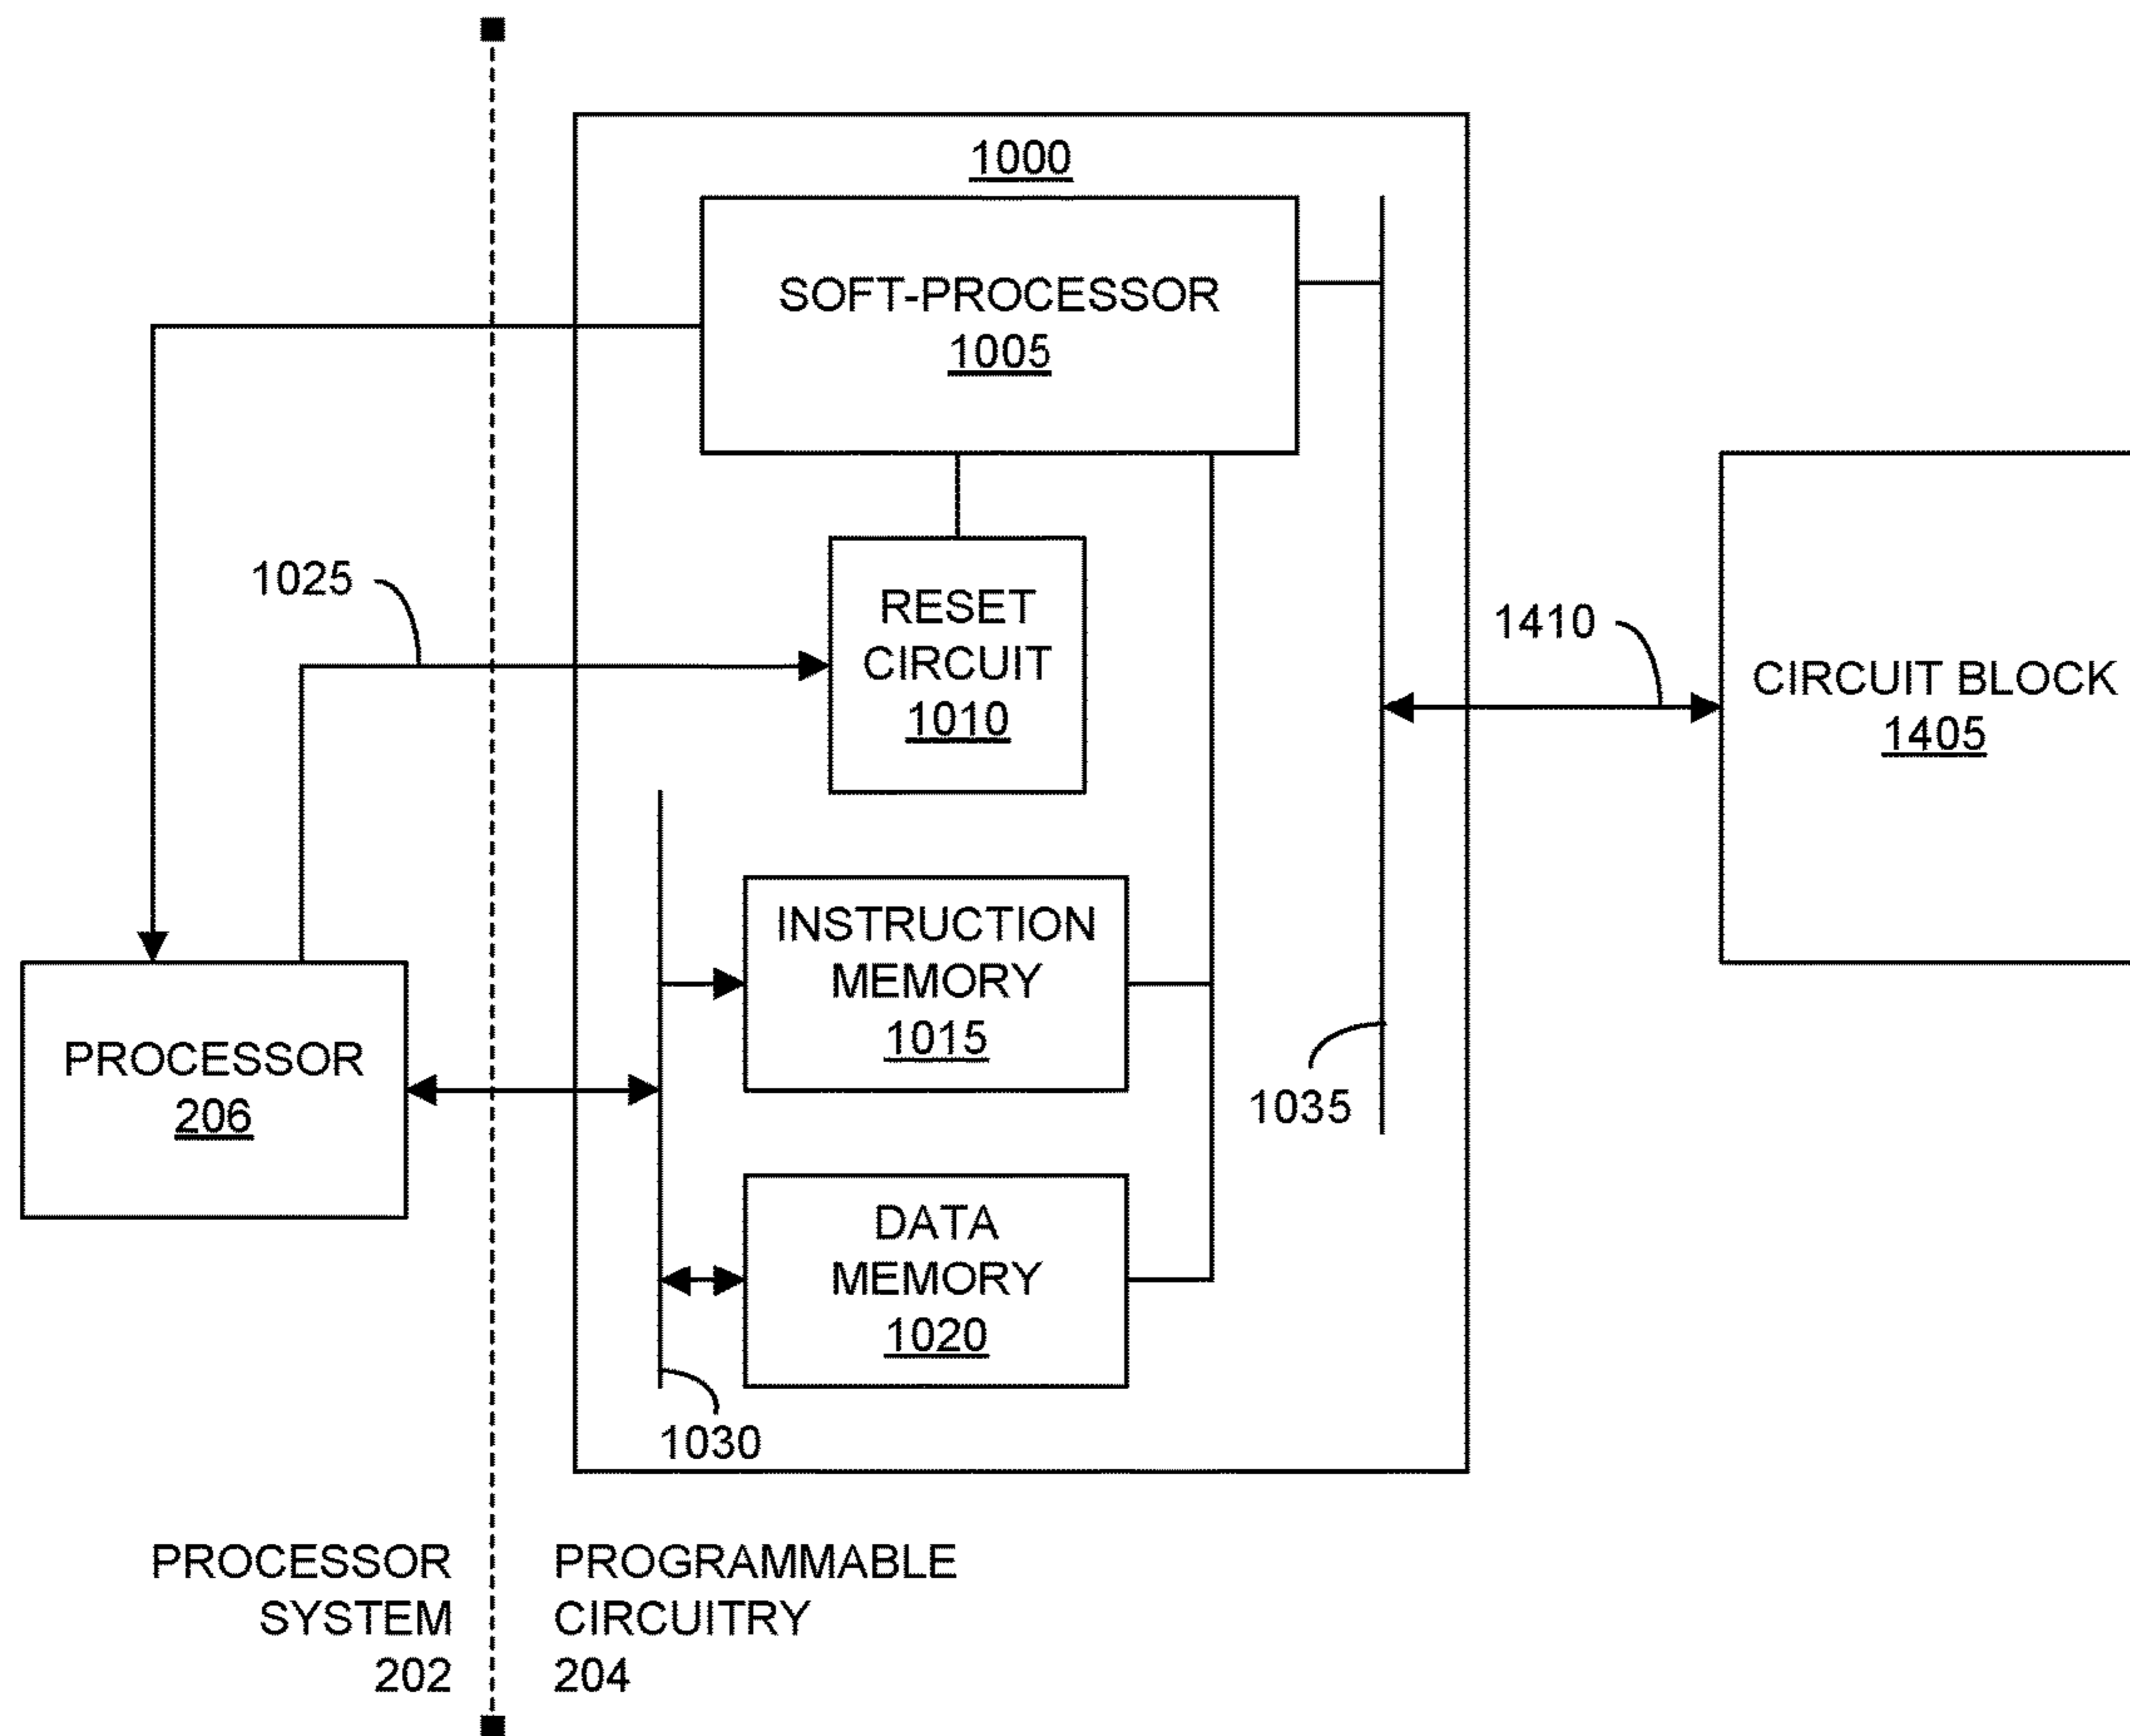 1000
SOFT-PROCESSOR
1005
1025
RESET
CIRCUIT
1010
1410
CIRCUIT BLOCK
1405
INSTRUCTION
MEMORY
1015
PROCESSOR
206
1035
DATA
MEMORY
1020
1030
PROCESSOR
SYSTEM
202
PROGRAMMABLE
CIRCUITRY
204